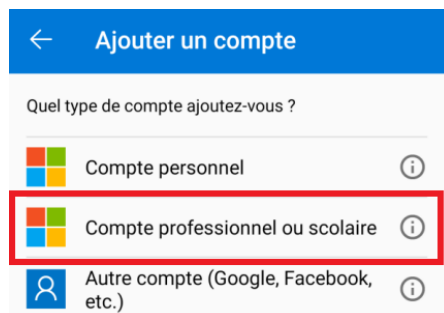 Ajouter un compte
Quel type de compte ajoutez-vous ?
Compte personnel
Compte professionnel ou scolaire
Autre compte (Google, Facebook,
etc.)